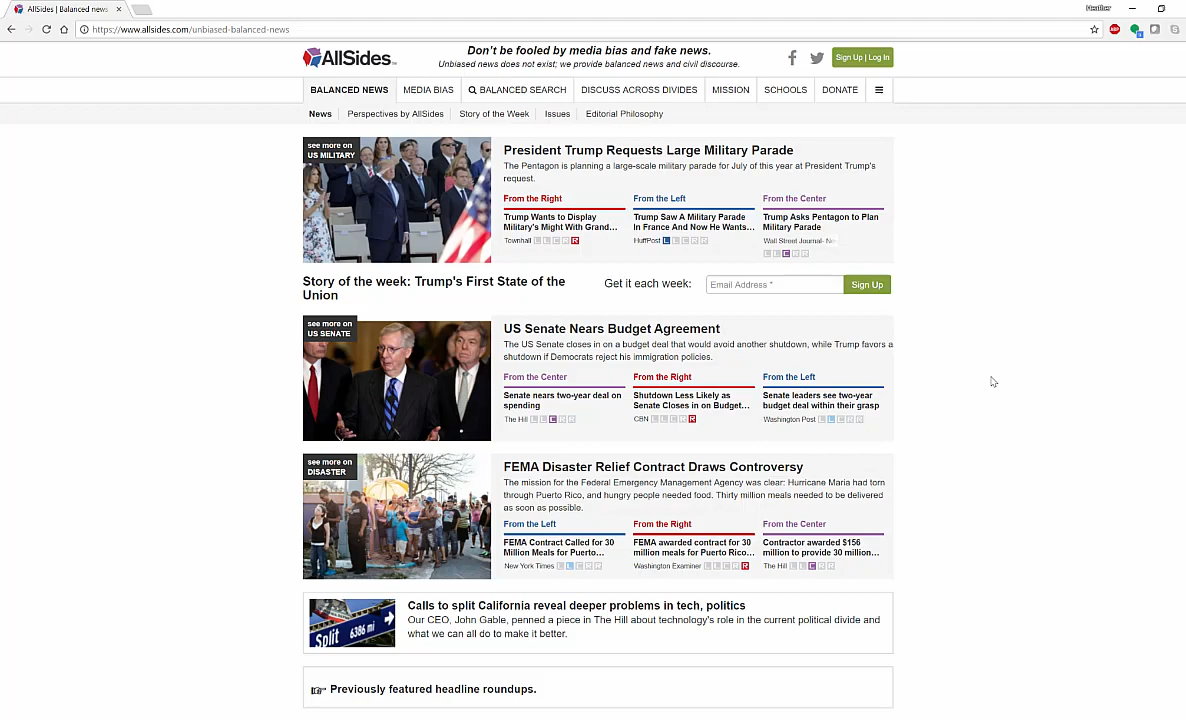 AllSides | Balanced news
Heather
https://www.allsides.com/unbiased-balanced-news
AllSides
Don't be fooled by media bias and fake news.
Unbiased news does not exist; we provide balanced news and civil discourse.
Sign Up | Log In
BALANCED NEWS
MEDIA BIAS
BALANCED SEARCH
DISCUSS ACROSS DIVIDES
MISSION
SCHOOLS
DONATE
News
Perspectives by AllSides
Story of the Week
Issues
Editorial Philosophy
see more on
US MILITARY
President Trump Requests Large Military Parade
The Pentagon is planning a large-scale military parade for July of this year at President Trump's
request.
From the Right
Trump Wants to Display
Military's Might With Grand...
Townhall L L C R R
From the Left
Trump Saw A Military Parade
In France And Now He Wants...
HuffPost L L C R R
From the Center
Trump Asks Pentagon to Plan
Military Parade
Wall Street Journal- Ne
L L C R R
Story of the week: Trump's First State of the
Union
Get it each week:
Email Address *
Sign Up
see more on
US SENATE
US Senate Nears Budget Agreement
The US Senate closes in on a budget deal that would avoid another shutdown, while Trump favors a
shutdown if Democrats reject his immigration policies.
From the Center
Senate nears two-year deal on
spending
The Hill L L C R R
From the Right
Shutdown Less Likely as
Senate Closes in on Budget...
CBN L L C R R
From the Left
Senate leaders see two-year
budget deal within their grasp
Washington Post L L C R R
see more on
DISASTER
FEMA Disaster Relief Contract Draws Controversy
The mission for the Federal Emergency Management Agency was clear: Hurricane Maria had torn
through Puerto Rico, and hungry people needed food. Thirty million meals needed to be delivered
as soon as possible.
From the Left
FEMA Contract Called for 30
Million Meals for Puerto...
New York Times L L C R R
From the Right
FEMA awarded contract for 30
million meals for Puerto Rico...
Washington Examiner L L C R R
From the Center
Contractor awarded $156
million to provide 30 million...
The Hill L L C R R
Split 6386 mi
Calls to split California reveal deeper problems in tech, politics
Our CEO, John Gable, penned a piece in The Hill about technology's role in the current political divide and
what we can all do to make it better.
Previously featured headline roundups.